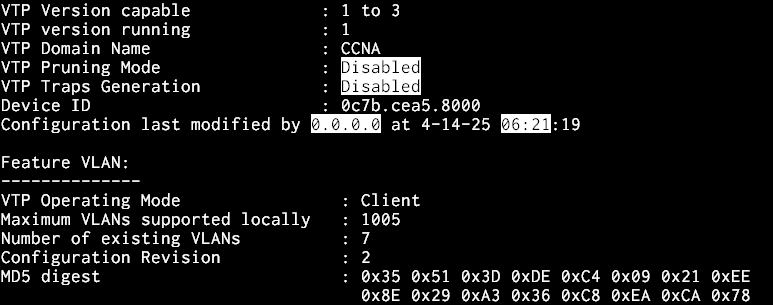 VTP Version capable : 1 to 3
VTP version running : 1
VTP Domain Name : CCNA
VTP Pruning Mode : Disabled
VTP Traps Generation : Disabled
Device ID : 0c7b.cea5.8000
Configuration last modified by 0.0.0.0 at 4-14-25 06:21:19
Feature VLAN:
--------------
VTP Operating Mode : Client
Maximum VLANs supported locally : 1005
Number of existing VLANs : 7
Configuration Revision : 2
MD5 digest : 0x35 0x51 0x3D 0xDE 0xC4 0x09 0x21 0xEE
0x8E 0x29 0xA3 0x36 0xC8 0xEA 0xCA 0x78